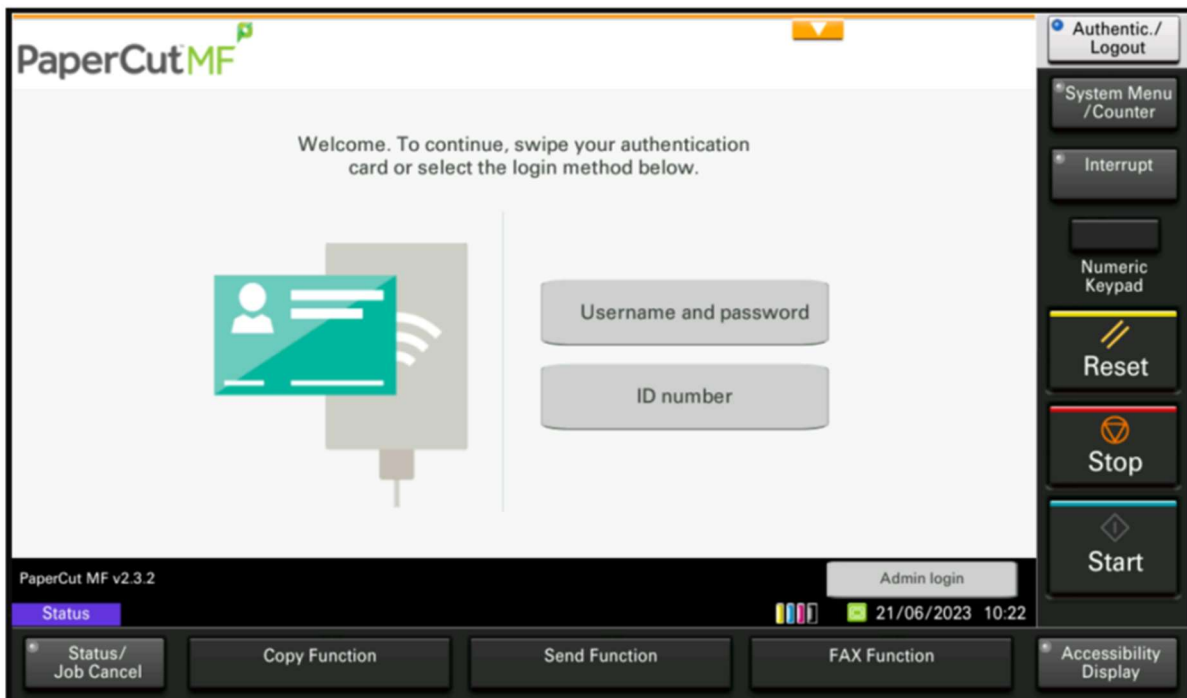 PaperCut MF
Authentic./
Logout
System Menu
/Counter
Interrupt
Numeric
Keypad
Reset
Stop
Start
Welcome. To continue, swipe your authentication
card or select the login method below.
Username and password
ID number
PaperCut MF v2.3.2
Admin login
Status
21/06/2023 10:22
Status/
Job Cancel
Copy Function
Send Function
FAX Function
Accessibility
Display